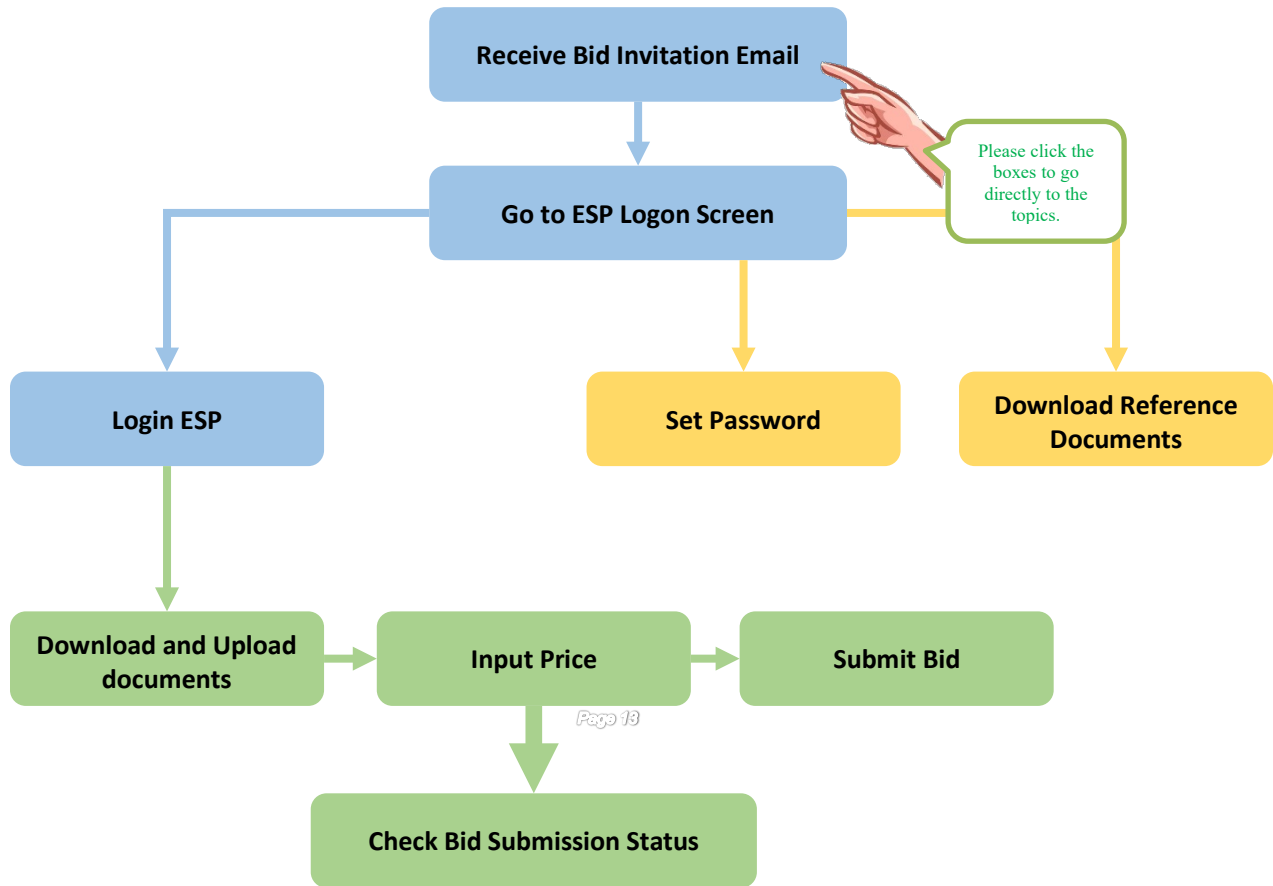 Receive Bid Invitation Email
Please click the
boxes to go
directly to the
topics.
Go to ESP Logon Screen
Login ESP
Set Password
Download Reference
Documents
Download and Upload
documents
Input Price
Submit Bid
Page 13
Check Bid Submission Status